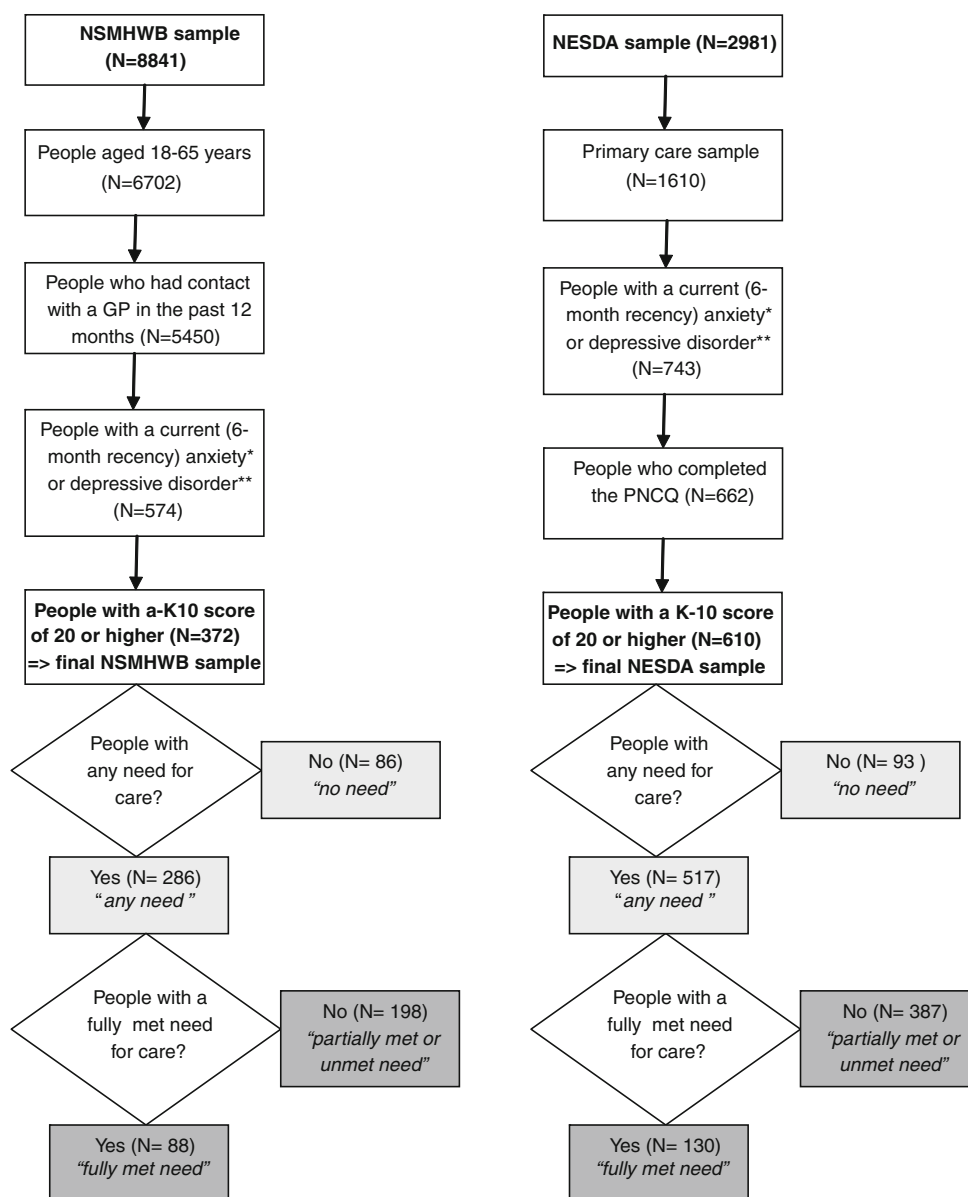 NSMHWB sample
(N=8841)
People aged 18-65 years
(N=6702)
People who had contact
with a GP in the past 12
months (N=5450)
People with a current (6-
month recency) anxiety*
or depressive disorder**
(N=574)
People with a-K10 score
of 20 or higher (N=372)
=> final NSMHWB sample
People with
any need for
care?
No (N= 86)
"no need"
Yes (N= 286)
"any need "
People with a
fully met need
for care?
No (N= 198)
"partially met or
unmet need"
Yes (N= 88)
"fully met need"
NESDA sample (N=2981)
Primary care sample
(N=1610)
People with a current (6-
month recency) anxiety*
or depressive disorder**
(N=743)
People who completed
the PNCQ (N=662)
People with a K-10 score
of 20 or higher (N=610)
=> final NESDA sample
People with
any need for
care?
No (N= 93 )
"no need"
Yes (N= 517)
"any need "
People with a
fully met need
for care?
No (N= 387)
"partially met or
unmet need"
Yes (N= 130)
"fully met need"